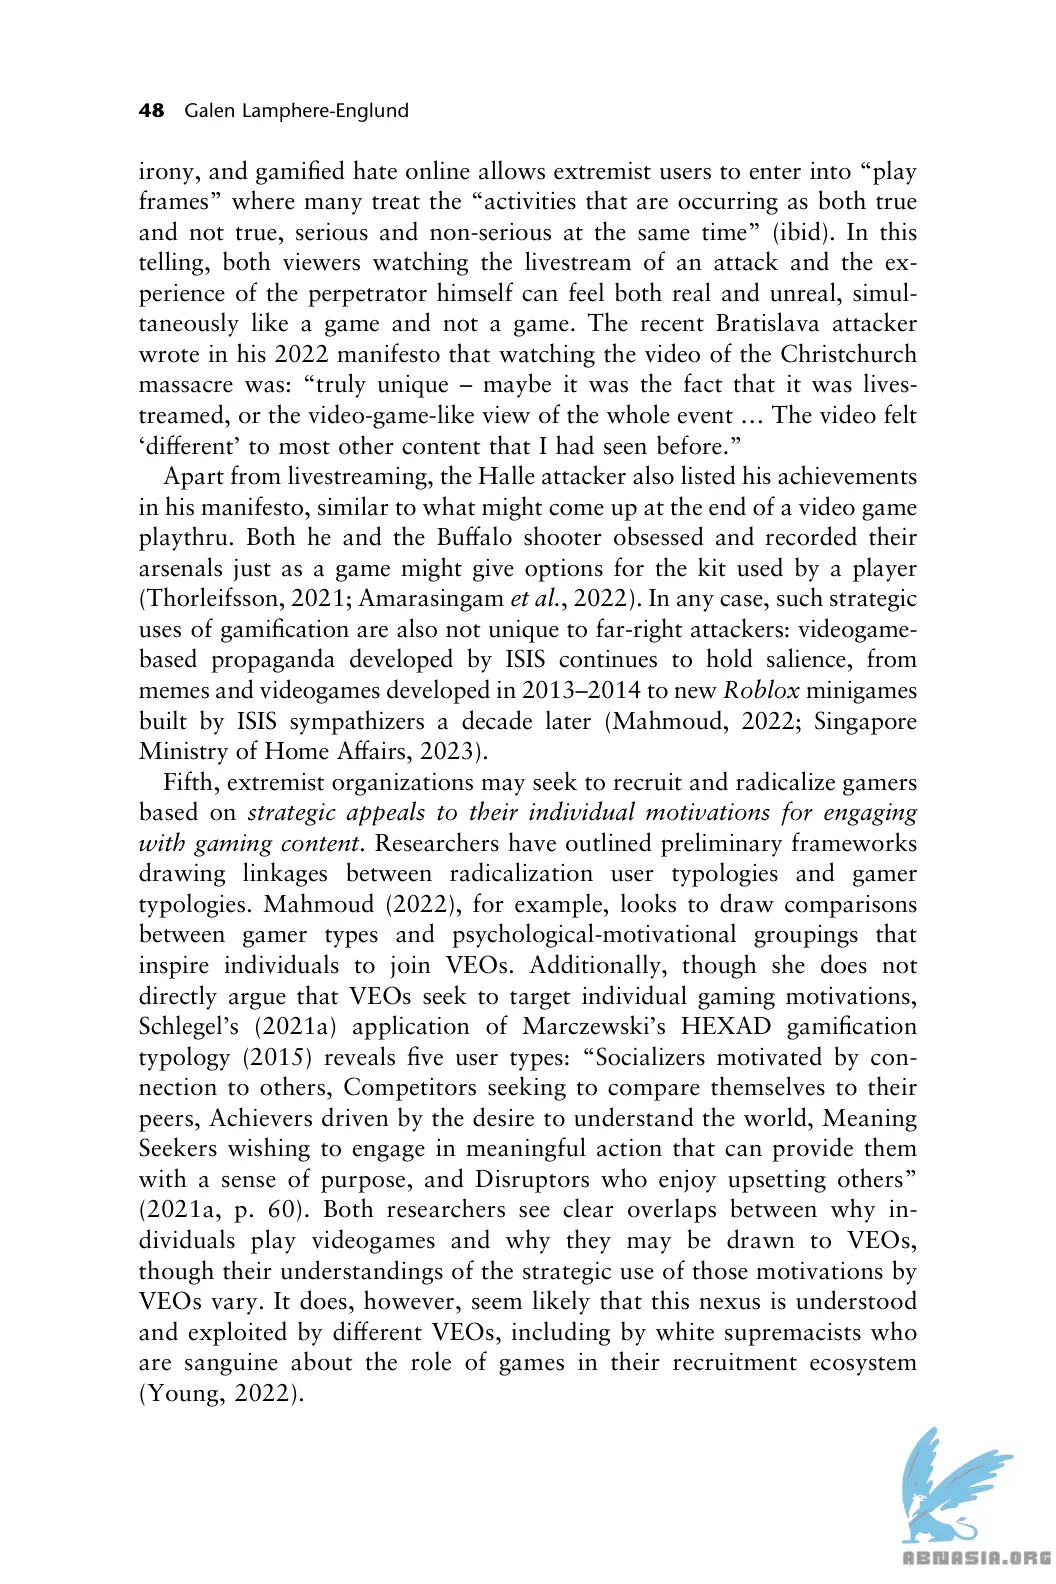 48 Galen Lamphere-Englund
irony, and gamified hate online allows extremist users to enter into “play
frames” where many treat the “activities that are occurring as both true
and not true, serious and non-serious at the same time” (ibid). In this
telling, both viewers watching the livestream of an attack and the ex-
perience of the perpetrator himself can feel both real and unreal, simul-
taneously like a game and not a game. The recent Bratislava attacker
wrote in his 2022 manifesto that watching the video of the Christchurch
massacre was: “truly unique – maybe it was the fact that it was lives-
treamed, or the video-game-like view of the whole event … The video felt
‘different’ to most other content that I had seen before.”
Apart from livestreaming, the Halle attacker also listed his achievements
in his manifesto, similar to what might come up at the end of a video game
playthru. Both he and the Buffalo shooter obsessed and recorded their
arsenals just as a game might give options for the kit used by a player
(Thorleifsson, 2021; Amarasingam et al., 2022). In any case, such strategic
uses of gamification are also not unique to far-right attackers: videogame-
based propaganda developed by ISIS continues to hold salience, from
memes and videogames developed in 2013–2014 to new Roblox minigames
built by ISIS sympathizers a decade later (Mahmoud, 2022; Singapore
Ministry of Home Affairs, 2023).
Fifth, extremist organizations may seek to recruit and radicalize gamers
based on strategic appeals to their individual motivations for engaging
with gaming content. Researchers have outlined preliminary frameworks
drawing linkages between radicalization user typologies and gamer
typologies. Mahmoud (2022), for example, looks to draw comparisons
between gamer types and psychological-motivational groupings that
inspire individuals to join VEOs. Additionally, though she does not
directly argue that VEOs seek to target individual gaming motivations,
Schlegel’s (2021a) application of Marczewski’s HEXAD gamification
typology (2015) reveals five user types: “Socializers motivated by con-
nection to others, Competitors seeking to compare themselves to their
peers, Achievers driven by the desire to understand the world, Meaning
Seekers wishing to engage in meaningful action that can provide them
with a sense of purpose, and Disruptors who enjoy upsetting others”
(2021a, p. 60). Both researchers see clear overlaps between why in-
dividuals play videogames and why they may be drawn to VEOs,
though their understandings of the strategic use of those motivations by
VEOs vary. It does, however, seem likely that this nexus is understood
and exploited by different VEOs, including by white supremacists who
are sanguine about the role of games in their recruitment ecosystem
(Young, 2022).
ABNASIA.ORG